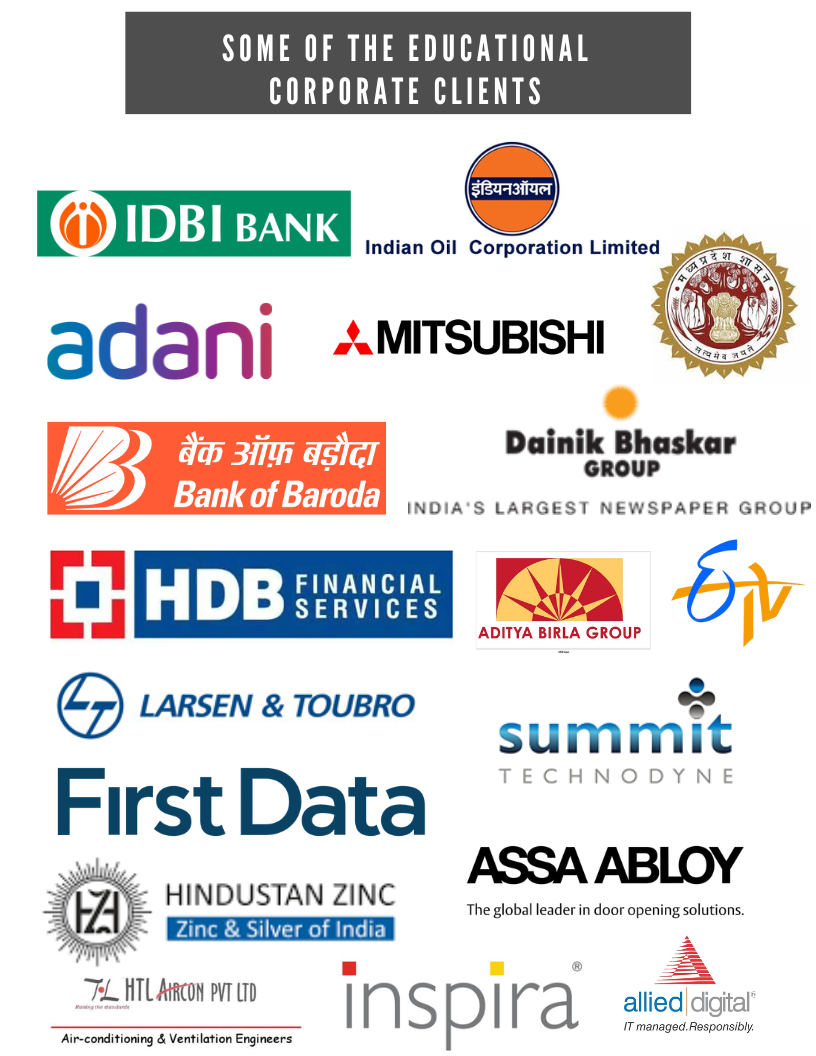 SOME OF THE EDUCATIONAL
CORPORATE CLIENTS
IDBI BANK
इंडियनऑयल
Indian Oil Corporation Limited
मध्यप्रदेश शासन
सत्यमेव जयते
adani
MITSUBISHI
बैंक ऑफ़ बड़ौदा
Bank of Baroda
Dainik Bhaskar
GROUP
INDIA'S LARGEST NEWSPAPER GROUP
HDB FINANCIAL
SERVICES
ADITYA BIRLA GROUP
ETV
LARSEN & TOUBRO
summit
TECHNODYNE
First Data
ASSA ABLOY
The global leader in door opening solutions.
HZL
HINDUSTAN ZINC
Zinc & Silver of India
HTL AIRCON PVT LTD
Air-conditioning & Ventilation Engineers
inspira®
allied digital
IT managed.Responsibly.